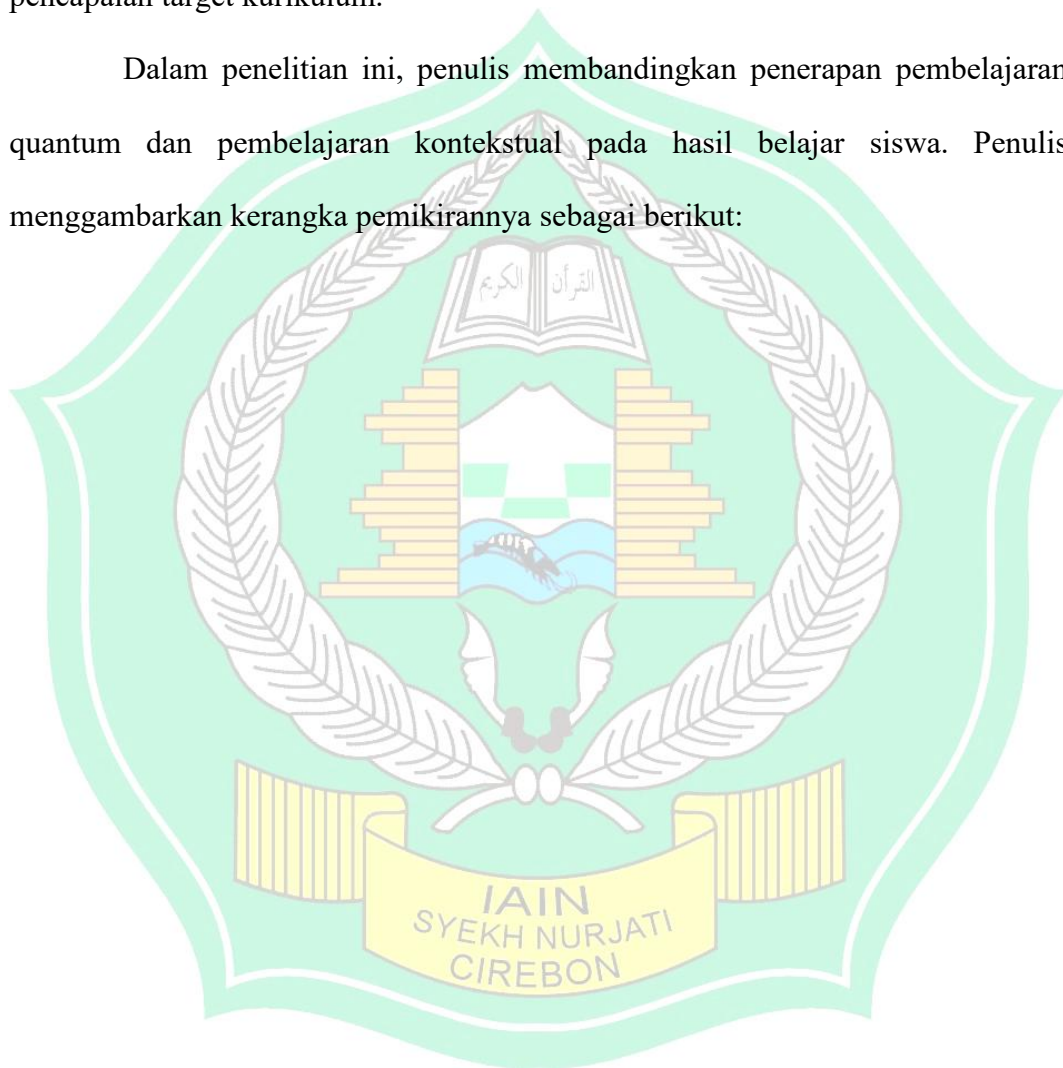 pencapaian target kurikulum.
Dalam penelitian ini, penulis membandingkan penerapan pembelajaran
quantum dan pembelajaran kontekstual pada hasil belajar siswa. Penulis
menggambarkan kerangka pemikirannya sebagai berikut:
القرأن الكريم
IAIN
SYEKH NURJATI
CIREBON